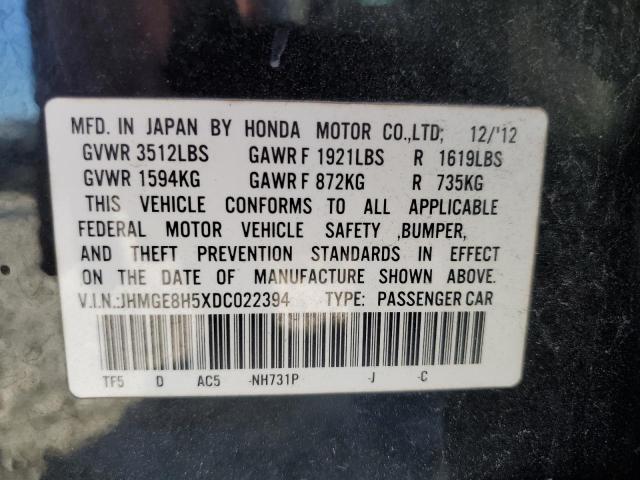 MFD. IN JAPAN BY HONDA MOTOR CO.,LTD; 12/'12
GVWR 3512LBS GAWR F 1921LBS R 1619LBS
GVWR 1594KG GAWR F 872KG R 735KG
THIS VEHICLE CONFORMS TO ALL APPLICABLE
FEDERAL MOTOR VEHICLE SAFETY ,BUMPER,
AND THEFT PREVENTION STANDARDS IN EFFECT
ON THE DATE OF MANUFACTURE SHOWN ABOVE.
V.I.N.:JHMGE8H5XDC022394 TYPE: PASSENGER CAR
TF5 D AC5 -NH731P -J -C